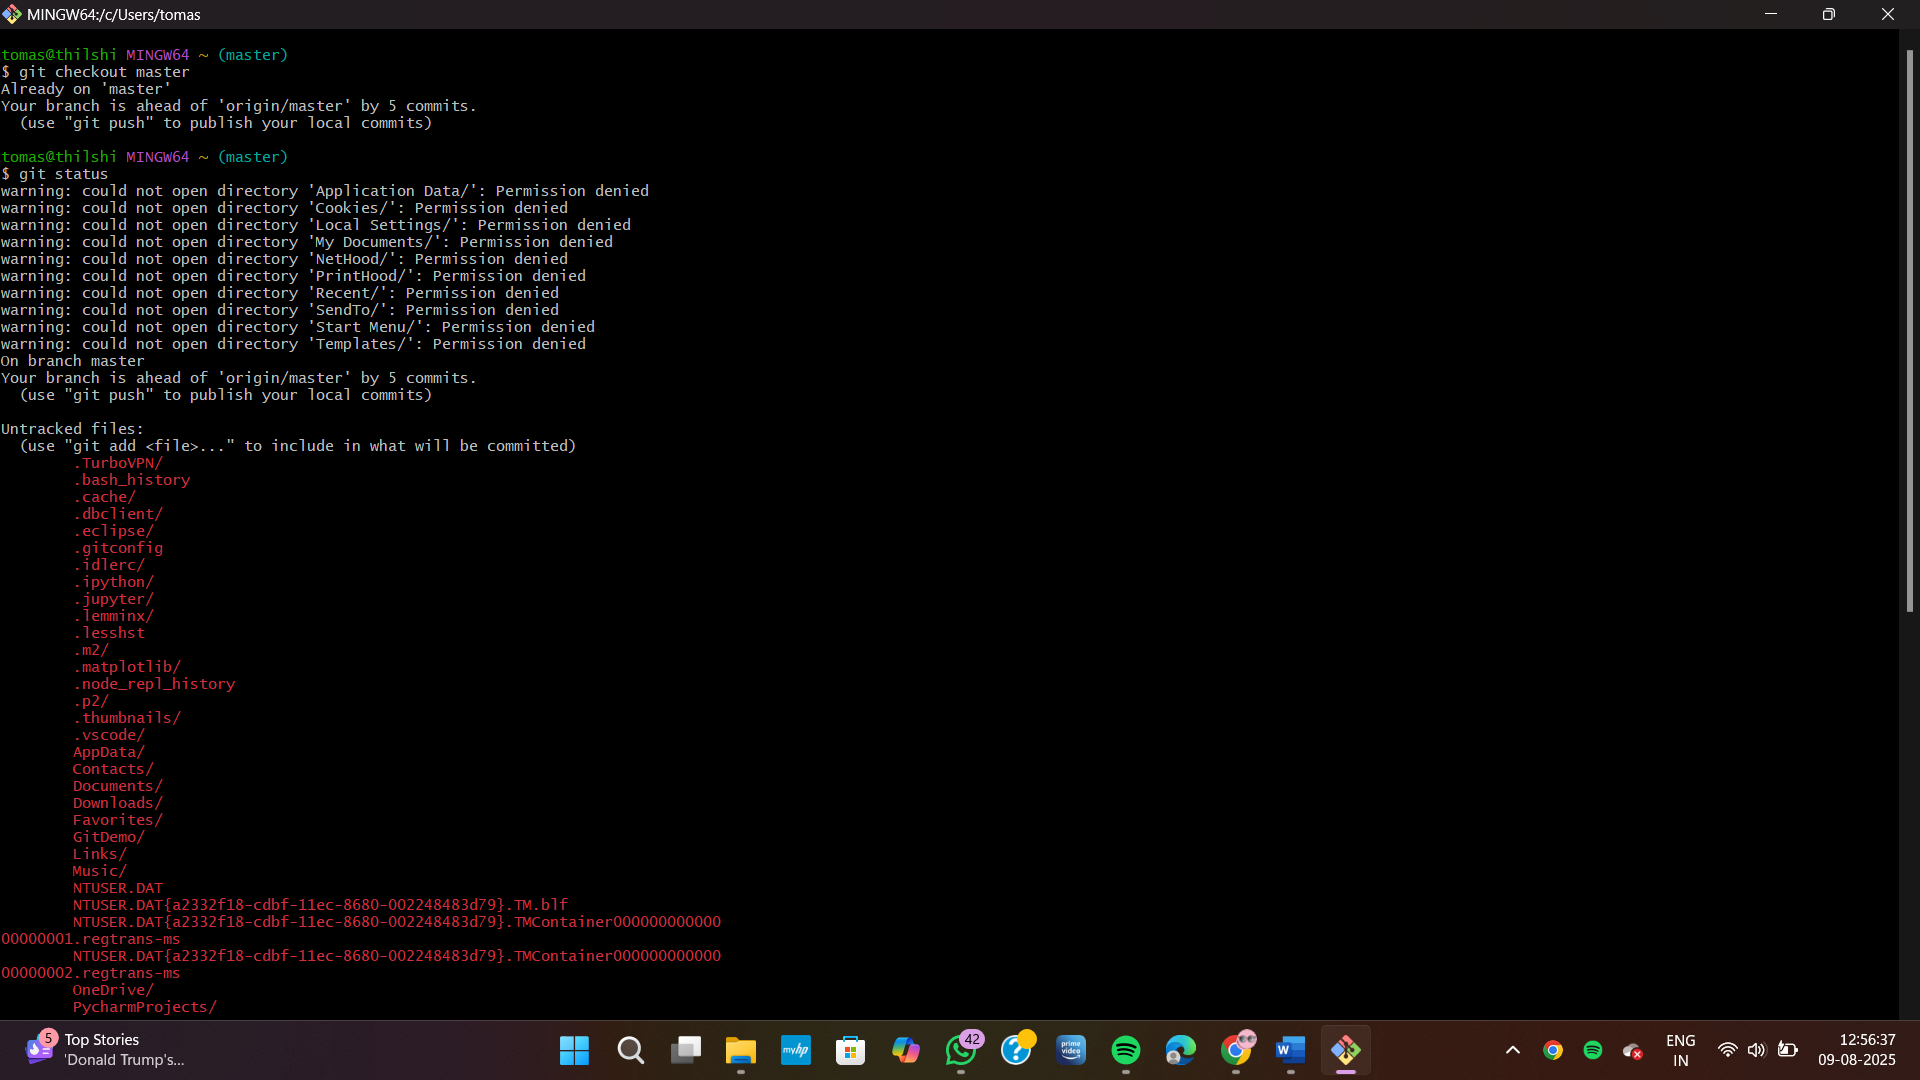 MINGW64:/c/Users/tomas
tomas@thilshi MINGW64 ~ (master)
$ git checkout master
Already on 'master'
Your branch is ahead of 'origin/master' by 5 commits.
  (use "git push" to publish your local commits)
tomas@thilshi MINGW64 ~ (master)
$ git status
warning: could not open directory 'Application Data/': Permission denied
warning: could not open directory 'Cookies/': Permission denied
warning: could not open directory 'Local Settings/': Permission denied
warning: could not open directory 'My Documents/': Permission denied
warning: could not open directory 'NetHood/': Permission denied
warning: could not open directory 'PrintHood/': Permission denied
warning: could not open directory 'Recent/': Permission denied
warning: could not open directory 'SendTo/': Permission denied
warning: could not open directory 'Start Menu/': Permission denied
warning: could not open directory 'Templates/': Permission denied
On branch master
Your branch is ahead of 'origin/master' by 5 commits.
  (use "git push" to publish your local commits)
Untracked files:
  (use "git add <file>..." to include in what will be committed)
        .TurboVPN/
        .bash_history
        .cache/
        .dbclient/
        .eclipse/
        .gitconfig
        .idlerc/
        .ipython/
        .jupyter/
        .lemminx/
        .lesshst
        .m2/
        .matplotlib/
        .node_repl_history
        .p2/
        .thumbnails/
        .vscode/
        AppData/
        Contacts/
        Documents/
        Downloads/
        Favorites/
        GitDemo/
        Links/
        Music/
        NTUSER.DAT
        NTUSER.DAT{a2332f18-cdbf-11ec-8680-002248483d79}.TM.blf
        NTUSER.DAT{a2332f18-cdbf-11ec-8680-002248483d79}.TMContainer000000000000
00000001.regtrans-ms
        NTUSER.DAT{a2332f18-cdbf-11ec-8680-002248483d79}.TMContainer000000000000
00000002.regtrans-ms
        OneDrive/
        PycharmProjects/
5
Top Stories
'Donald Trump's...
myhp
42
prime video
W
ENG
IN
12:56:37
09-08-2025